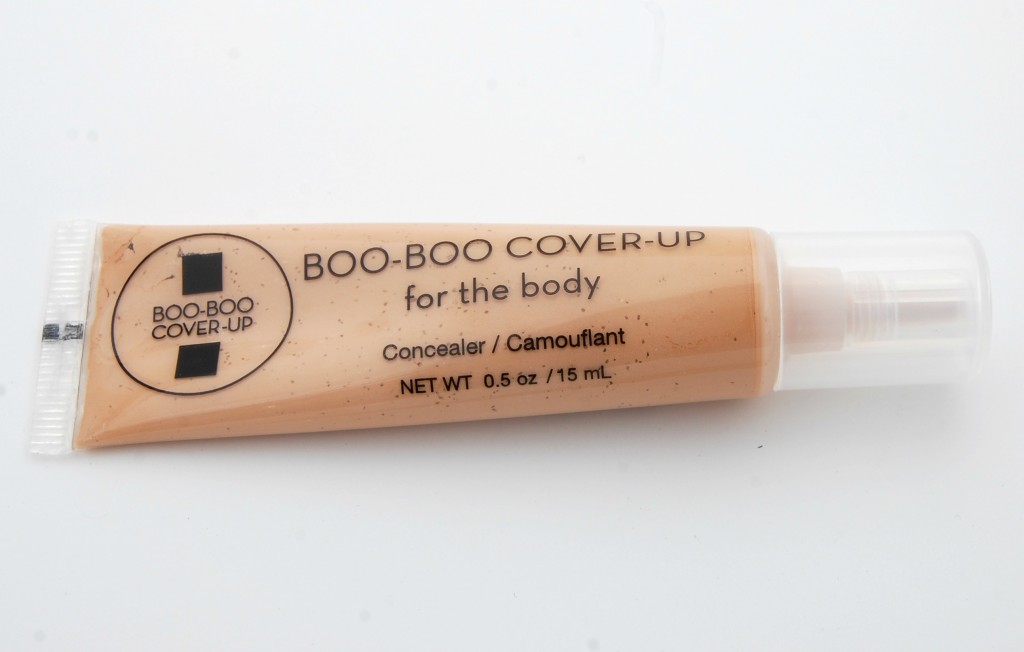 BOO-BOO
COVER-UP
BOO-BOO COVER-UP
for the body
Concealer / Camouflant
NET WT 0.5 oz / 15 mL